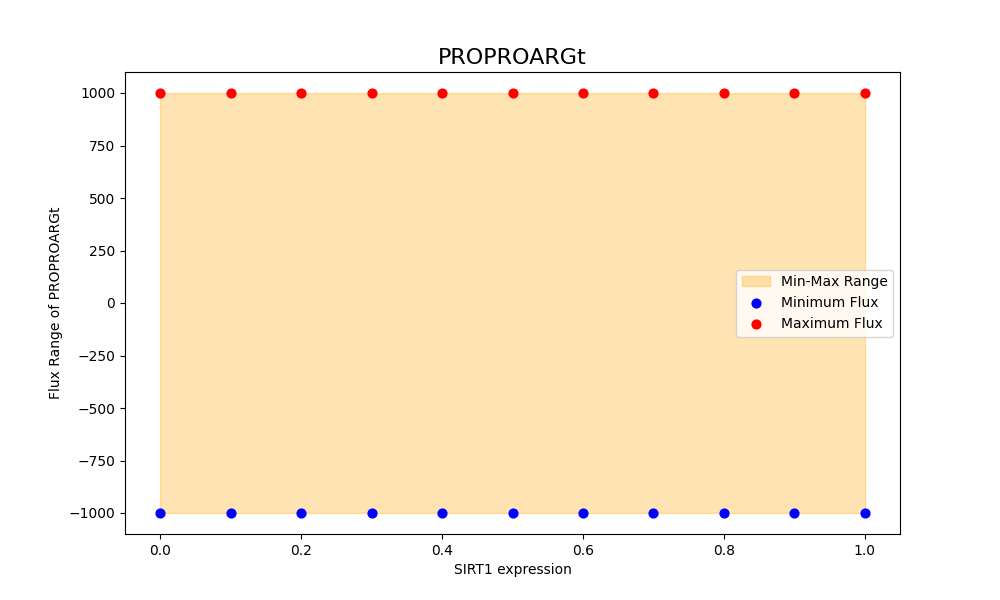 PROPROARGt
Flux Range of PROPROARGt
1000
750
500
250
0
−250
−500
−750
−1000
Min-Max Range
Minimum Flux
Maximum Flux
0.0 0.2 0.4 0.6 0.8 1.0
SIRT1 expression